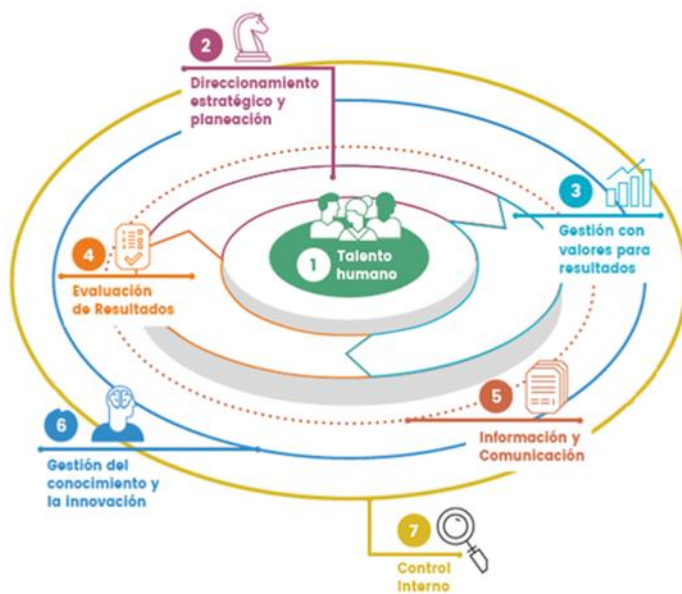 2
Direccionamiento
estratégico y
planeación
3
Gestión con
valores para
resultados
1
Talento
humano
4
Evaluación
de Resultados
5
Información y
Comunicación
6
Gestión del
conocimiento y
la innovación
7
Control
Interno